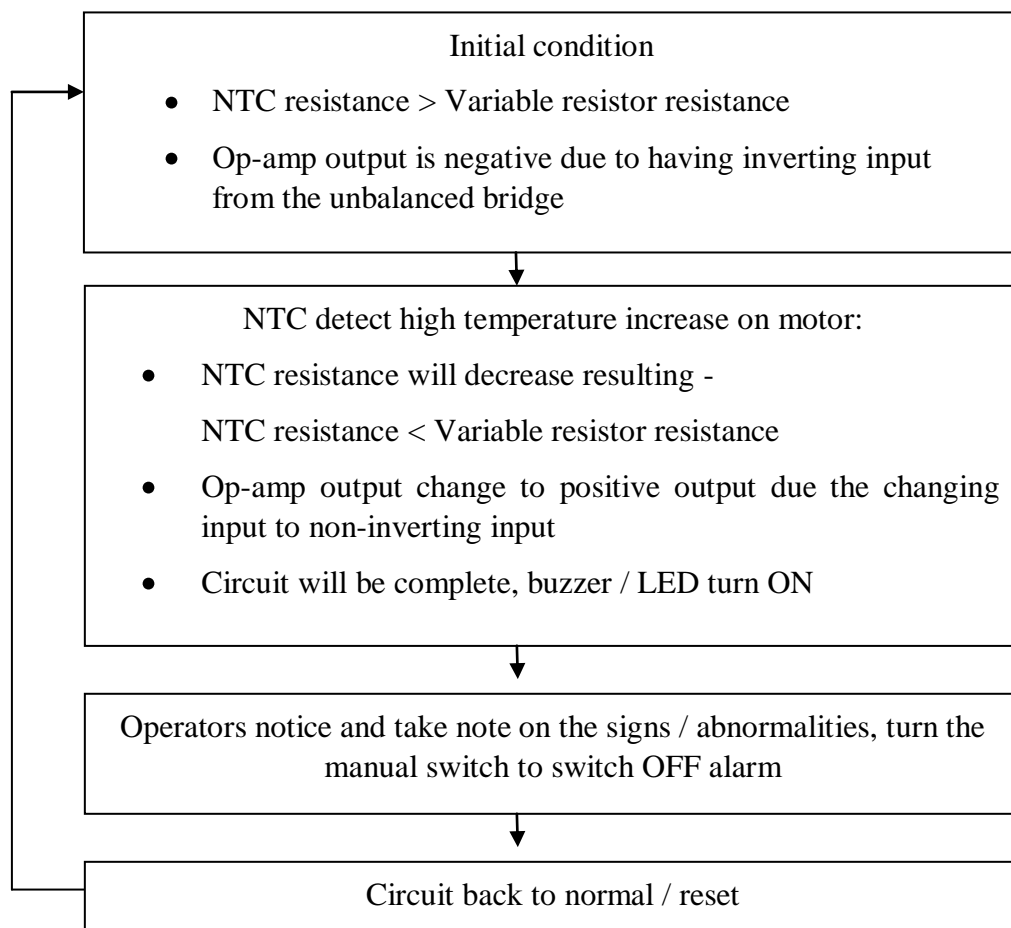 Initial condition
• NTC resistance > Variable resistor resistance
• Op-amp output is negative due to having inverting input
from the unbalanced bridge
NTC detect high temperature increase on motor:
• NTC resistance will decrease resulting -
NTC resistance < Variable resistor resistance
• Op-amp output change to positive output due the changing
input to non-inverting input
• Circuit will be complete, buzzer / LED turn ON
Operators notice and take note on the signs / abnormalities, turn the
manual switch to switch OFF alarm
Circuit back to normal / reset